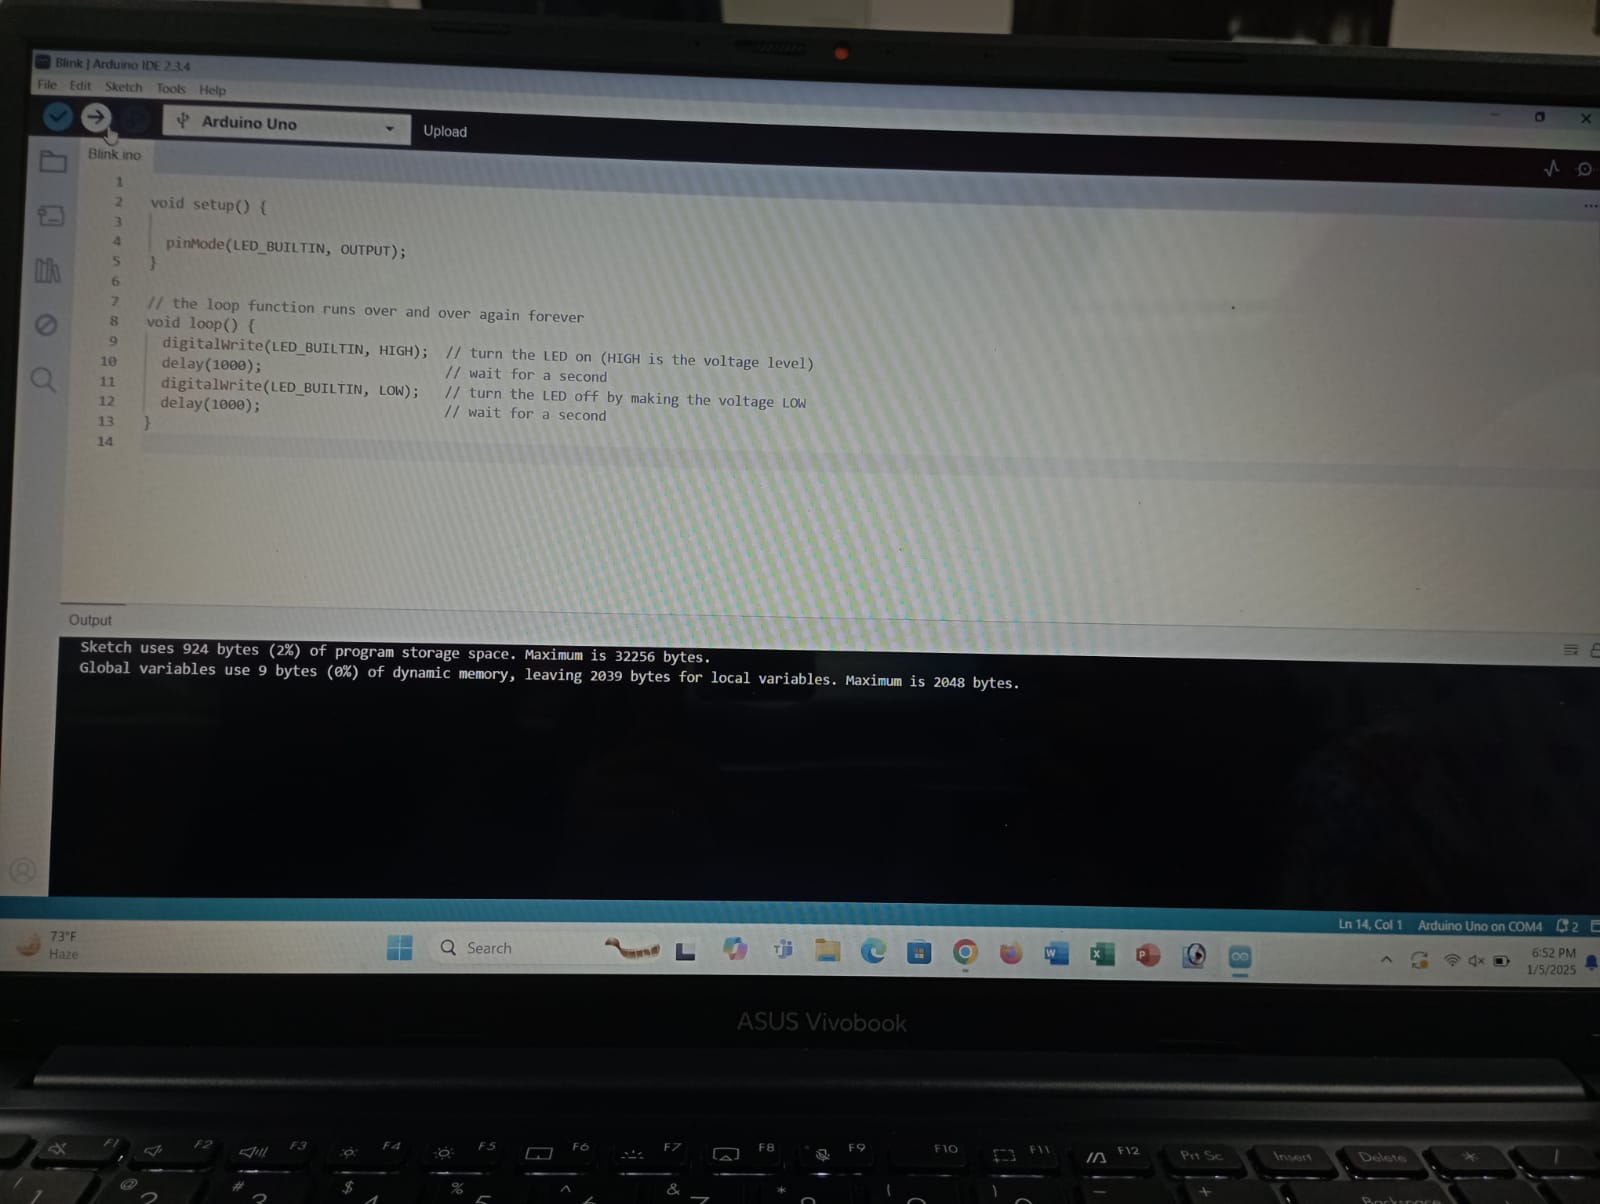 Blink | Arduino IDE 2.3.4
File Edit Sketch Tools Help
Arduino Uno
Upload
Blink.ino
1
2 void setup() {
3
4 pinMode(LED_BUILTIN, OUTPUT);
5 }
6
7 // the loop function runs over and over again forever
8 void loop() {
9 digitalWrite(LED_BUILTIN, HIGH); // turn the LED on (HIGH is the voltage level)
10 delay(1000); // wait for a second
11 digitalWrite(LED_BUILTIN, LOW); // turn the LED off by making the voltage LOW
12 delay(1000); // wait for a second
13 }
14
Output
Sketch uses 924 bytes (2%) of program storage space. Maximum is 32256 bytes.
Global variables use 9 bytes (0%) of dynamic memory, leaving 2039 bytes for local variables. Maximum is 2048 bytes.
Ln 14, Col 1 Arduino Uno on COM4 2
73°F
Haze
Search
6:52 PM
1/5/2025
ASUS Vivobook
F1 F2 F3 F4 F5 F6 F7 F8 F9 F10 F11 F12 Prt Sc Insert Delete * /
! @ # $ % ^ & * ( ) — +
Backspace